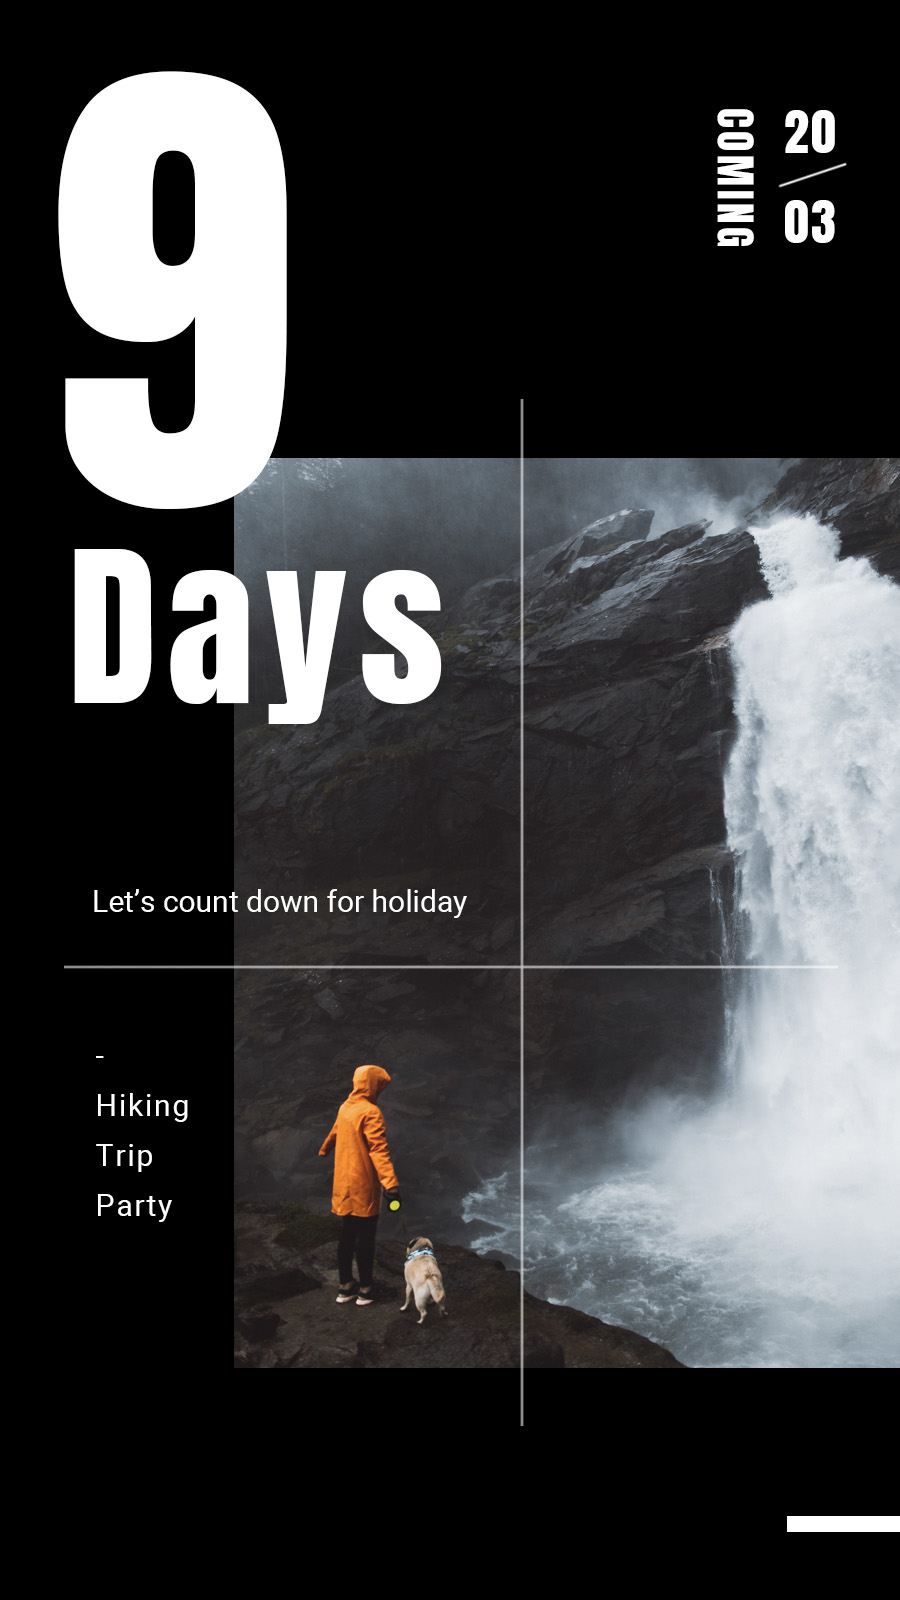 9
Days
COMING
20
03
Let’s count down for holiday
-
Hiking
Trip
Party